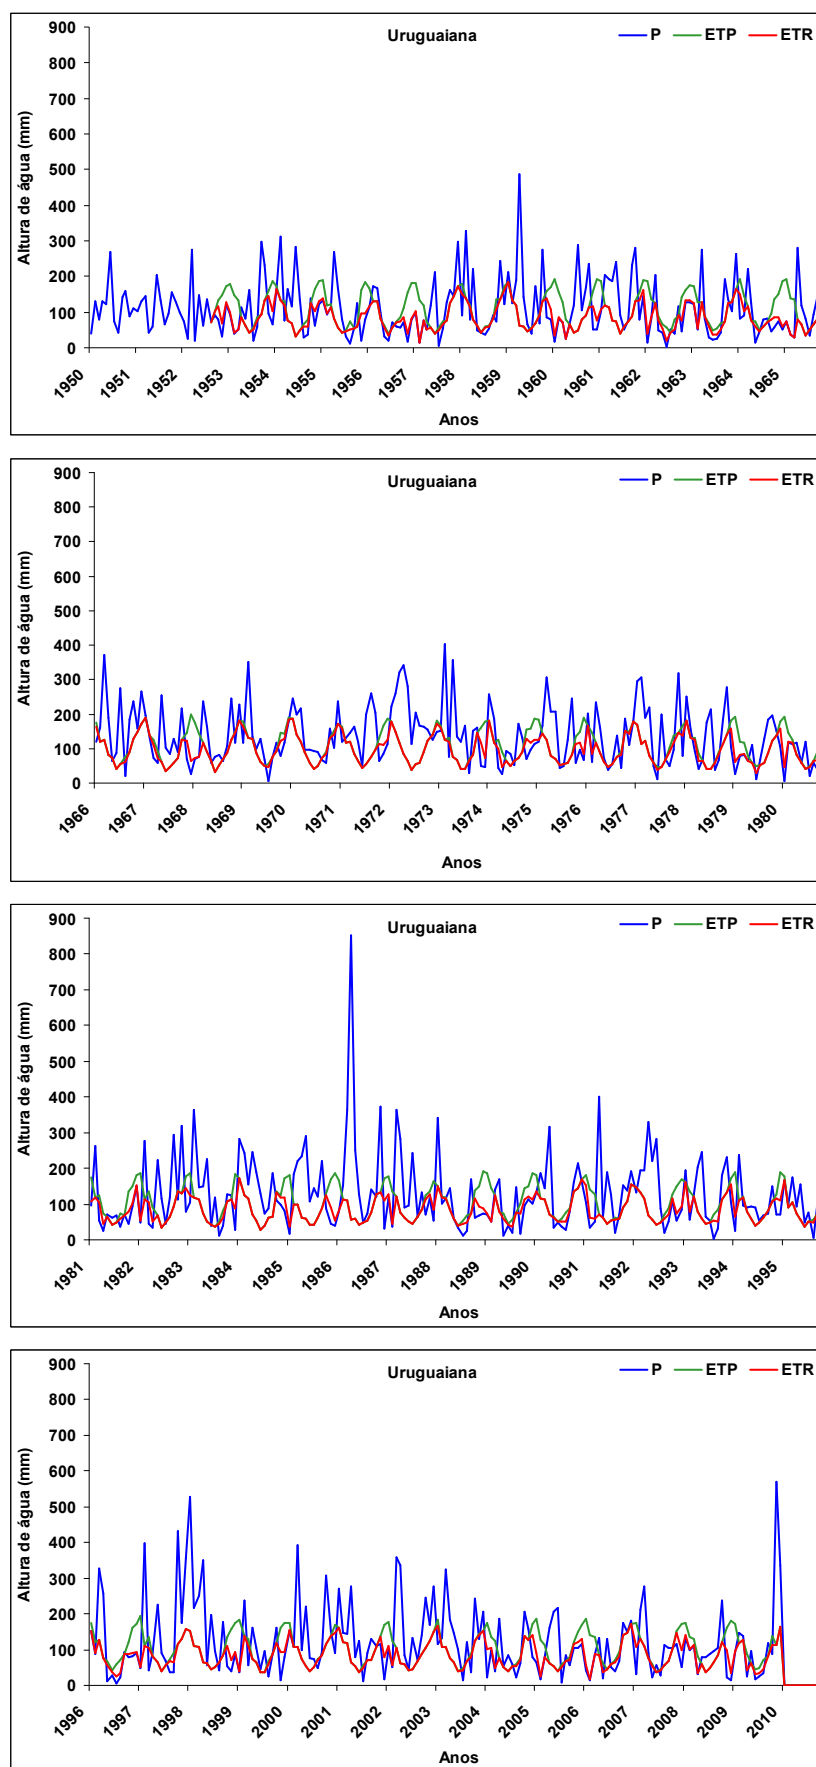 Uruguaiana
P ETP ETR
Altura de água (mm)
900
800
700
600
500
400
300
200
100
0
1950 1951 1952 1953 1954 1955 1956 1957 1958 1959 1960 1961 1962 1963 1964 1965
Anos
Uruguaiana
P ETP ETR
Altura de água (mm)
900
800
700
600
500
400
300
200
100
0
1966 1967 1968 1969 1970 1971 1972 1973 1974 1975 1976 1977 1978 1979 1980
Anos
Uruguaiana
P ETP ETR
Altura de água (mm)
900
800
700
600
500
400
300
200
100
0
1981 1982 1983 1984 1985 1986 1987 1988 1989 1990 1991 1992 1993 1994 1995
Anos
Uruguaiana
P ETP ETR
Altura de água (mm)
900
800
700
600
500
400
300
200
100
0
1996 1997 1998 1999 2000 2001 2002 2003 2004 2005 2006 2007 2008 2009 2010
Anos